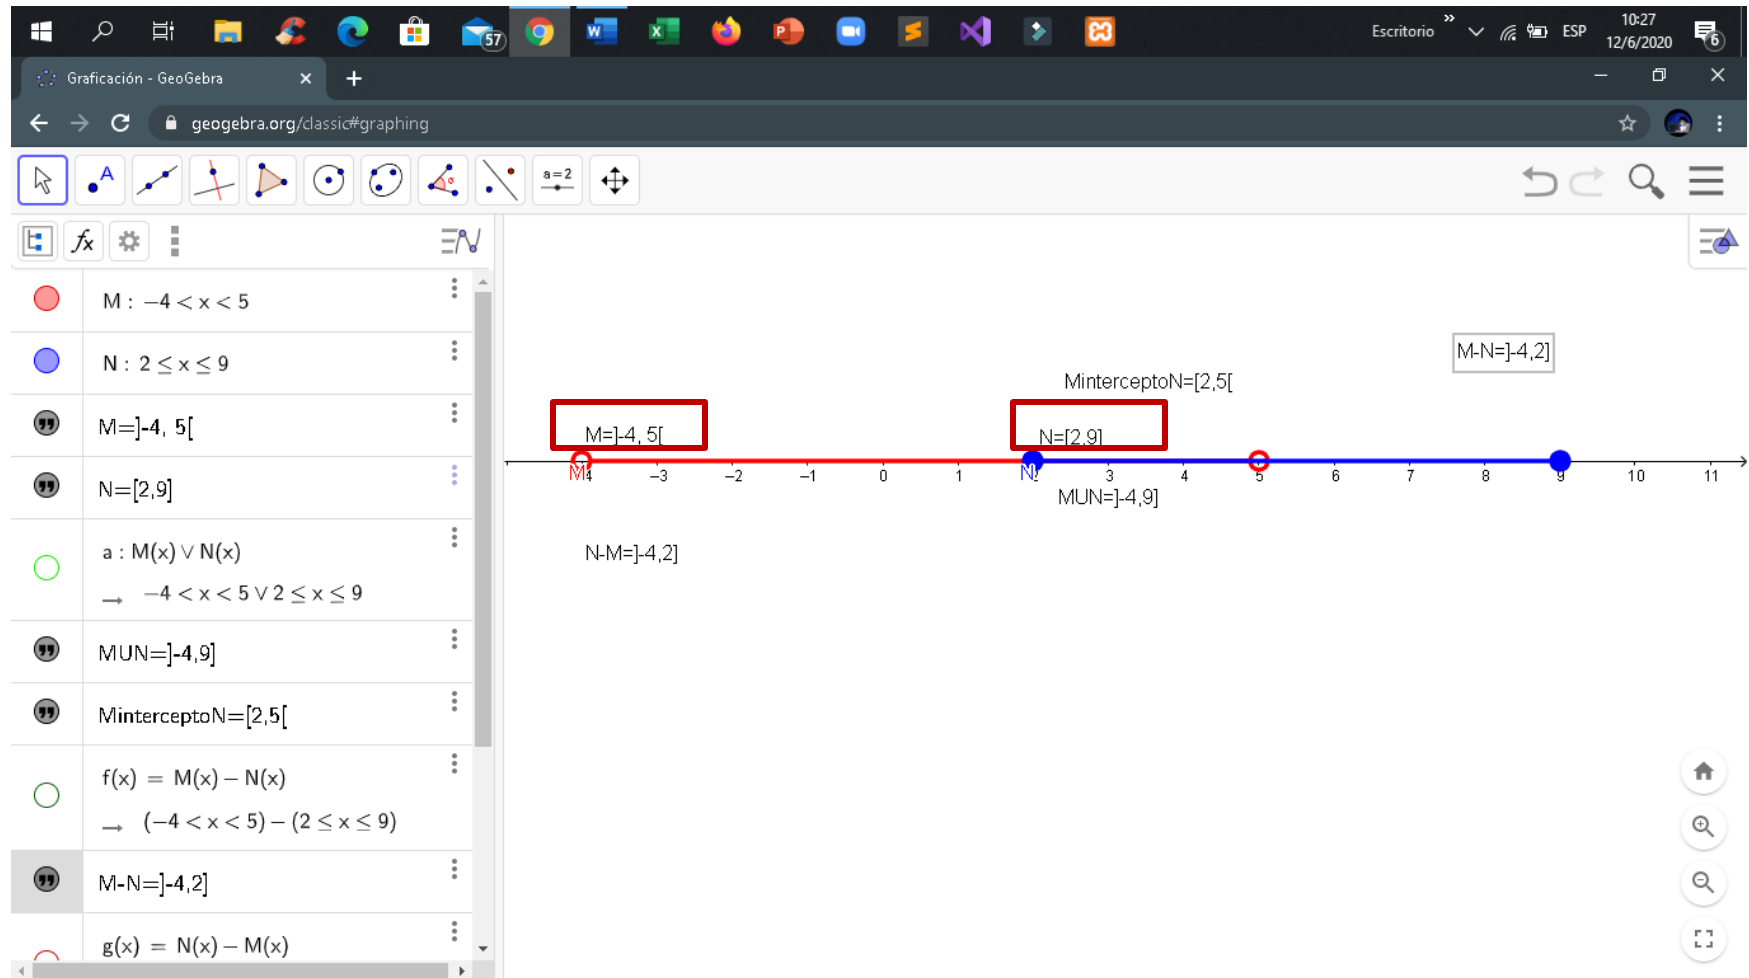 57
Escritorio
ESP
10:27
12/6/2020
6
Graficación - GeoGebra
geogebra.org/classic#graphing
A
a=2
fx
M : −4 < x < 5
N : 2 ≤ x ≤ 9
M=]-4, 5[
N=[2,9]
a : M(x) ∨ N(x)
→ −4 < x < 5 ∨ 2 ≤ x ≤ 9
MUN=]-4,9]
MinterceptoN=[2,5[
f(x) = M(x) − N(x)
→ (−4 < x < 5) − (2 ≤ x ≤ 9)
M-N=]-4,2]
g(x) = N(x) − M(x)
M-N=]-4,2]
MinterceptoN=[2,5[
M=]-4, 5[
N=[2,9]
M 4 −3 −2 −1 0 1 N 3 4 5 6 7 8 9 10 11
MUN=]-4,9]
N-M=]-4,2]